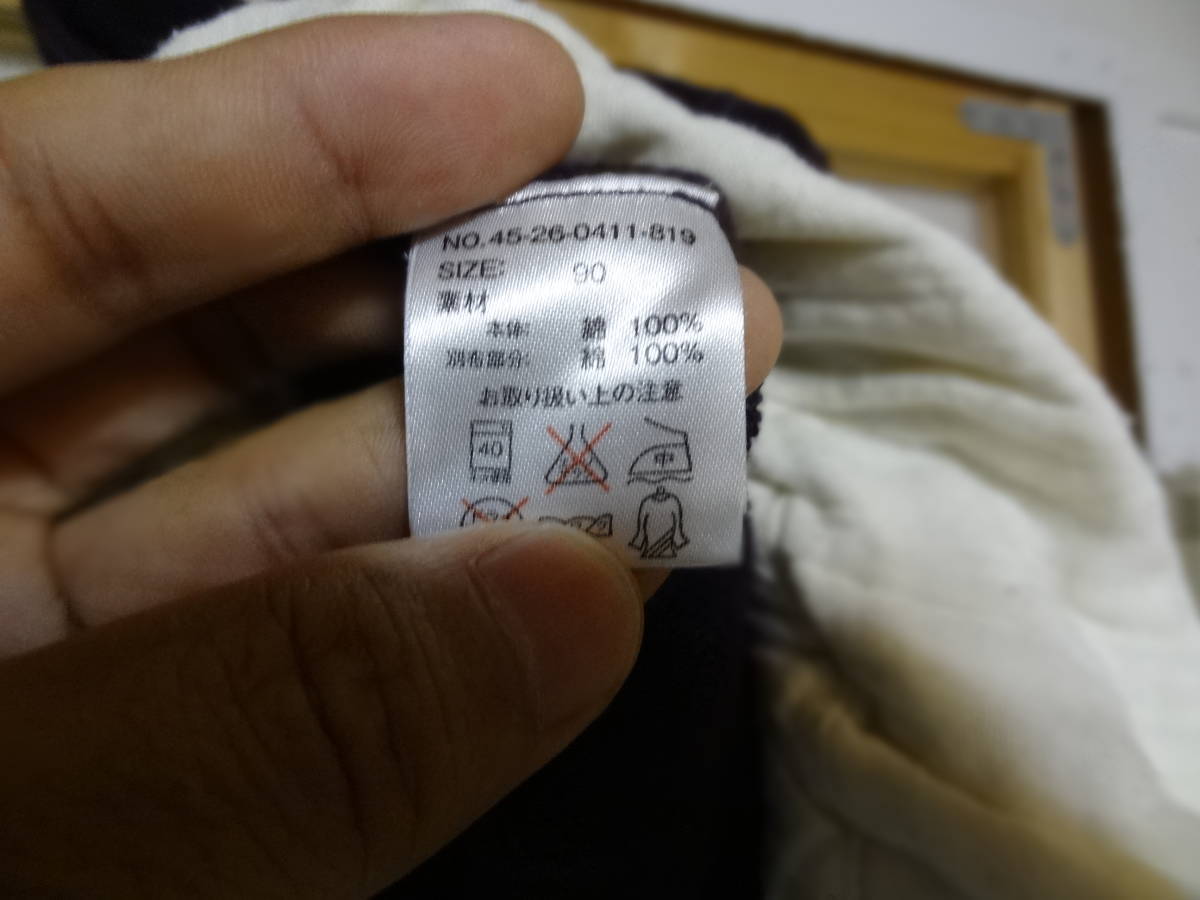 NO.45-26-0411-819
SIZE: 90
素材
本体: 綿 100%
別布部分: 綿 100%
お取り扱い上の注意
40
中